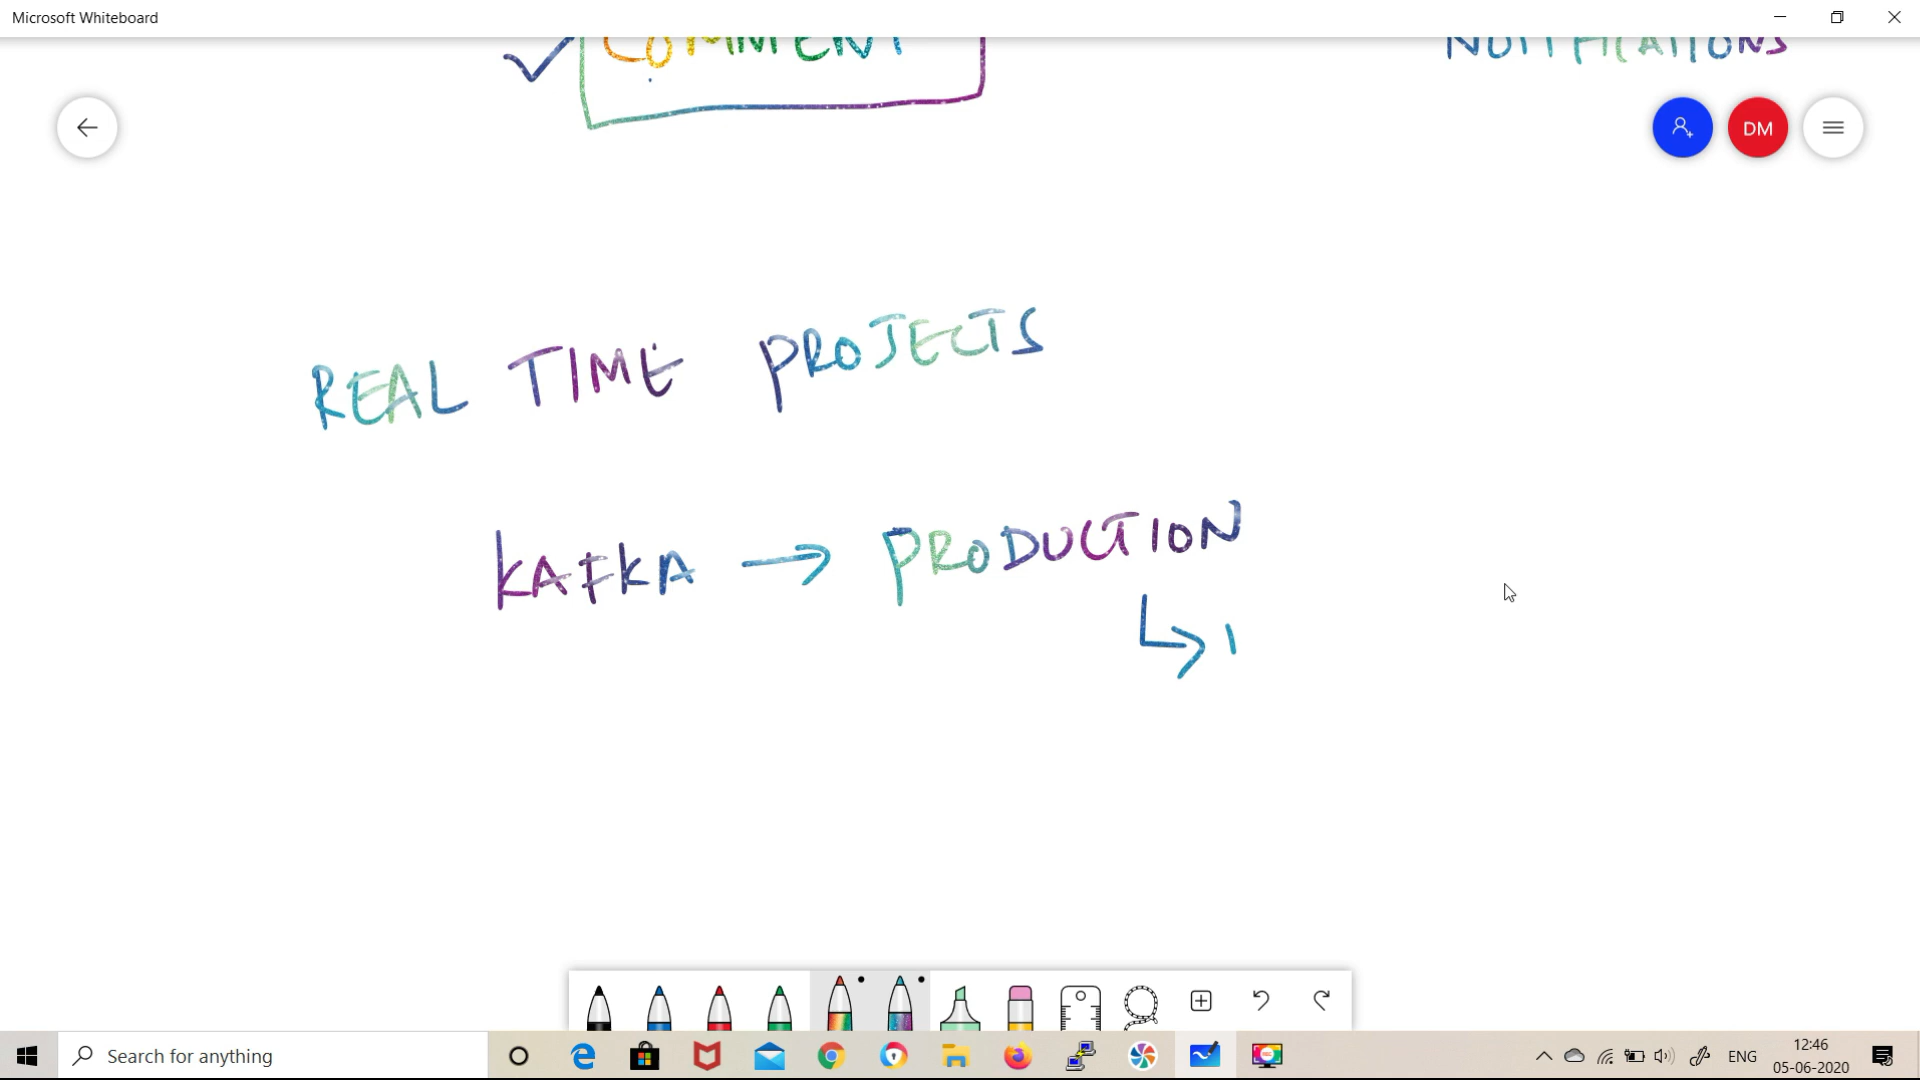 Microsoft Whiteboard
COMMENT
NOTIFICATIONS
DM
REAL TIME PROJECTS
KAFKA → PRODUCTION
Search for anything
ENG
12:46
05-06-2020